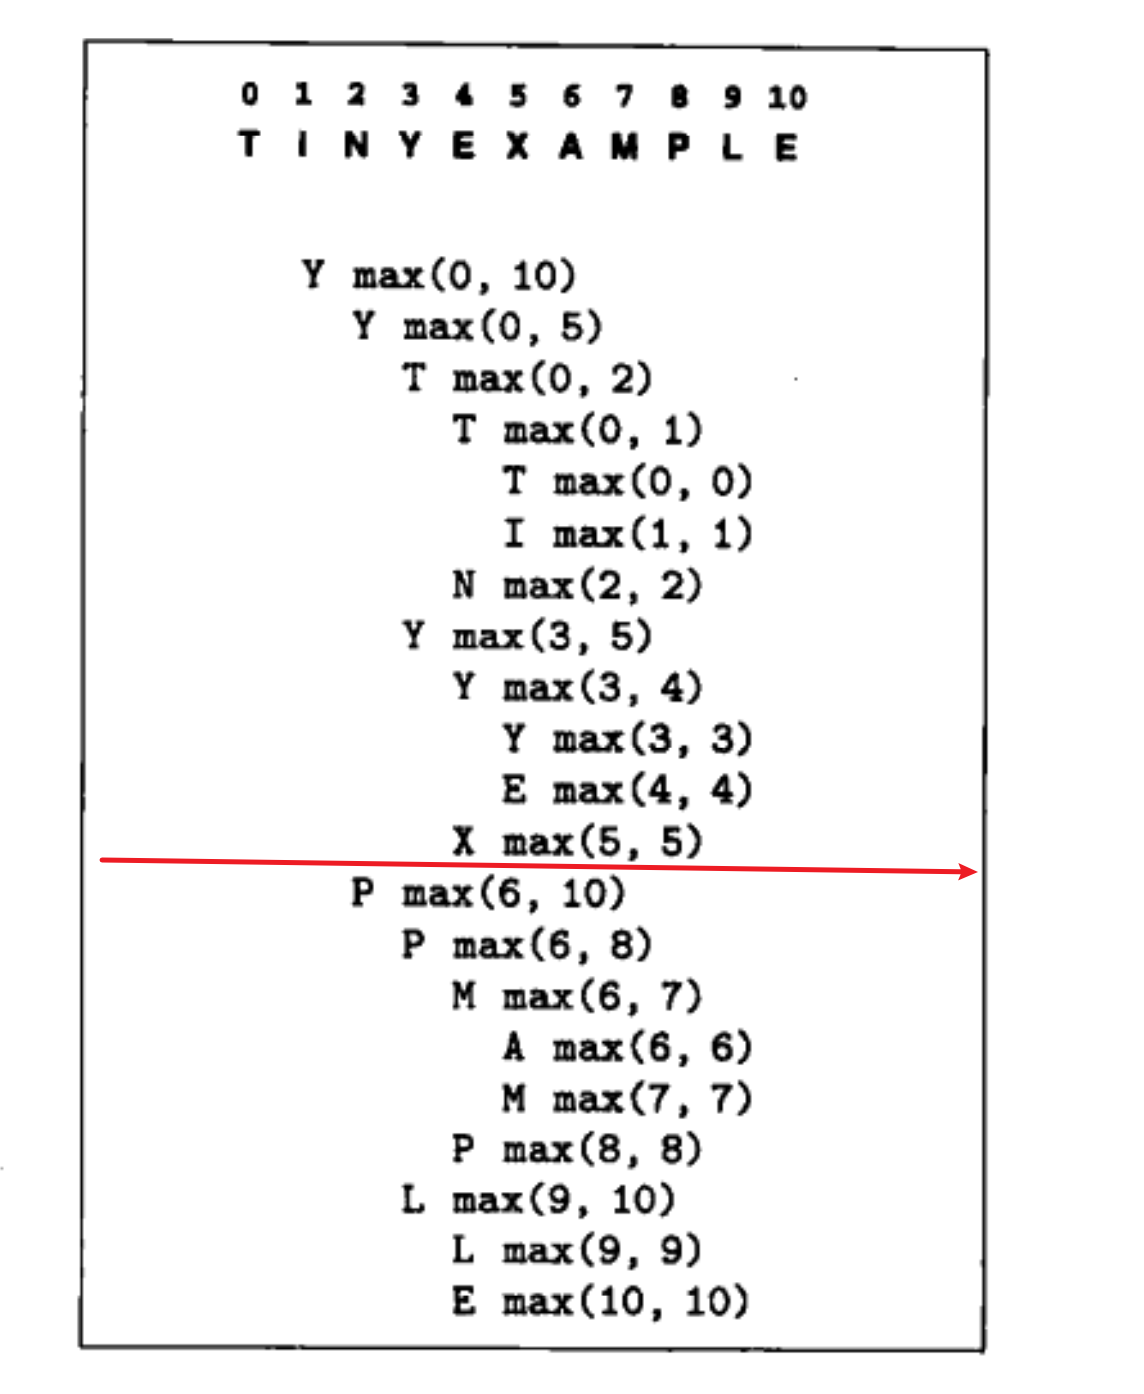 0 1 2 3 4 5 6 7 8 9 10
T I N Y E X A M P L E
Y max(0, 10)
Y max(0, 5)
T max(0, 2)
T max(0, 1)
T max(0, 0)
I max(1, 1)
N max(2, 2)
Y max(3, 5)
Y max(3, 4)
Y max(3, 3)
E max(4, 4)
X max(5, 5)
P max(6, 10)
P max(6, 8)
M max(6, 7)
A max(6, 6)
M max(7, 7)
P max(8, 8)
L max(9, 10)
L max(9, 9)
E max(10, 10)